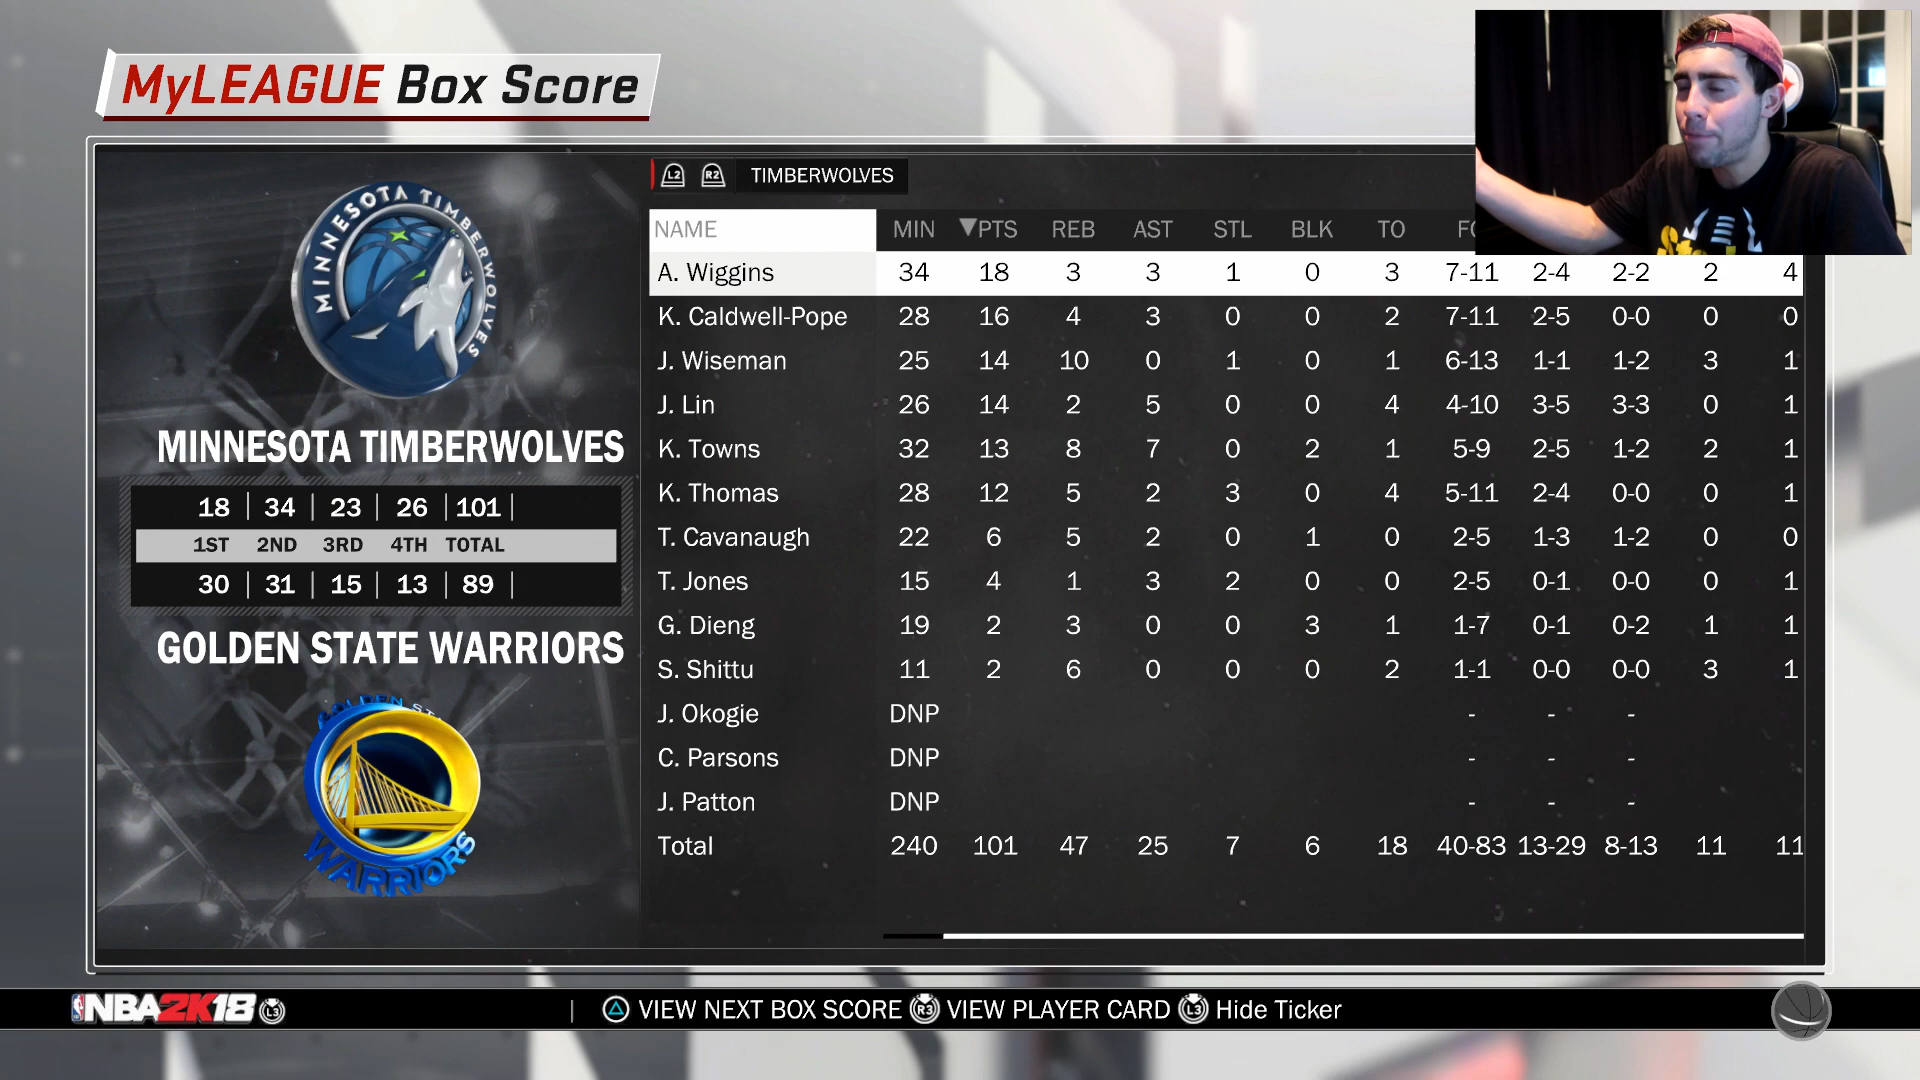 MyLEAGUE Box Score
L2 R2 TIMBERWOLVES
NAME MIN PTS REB AST STL BLK TO
A. Wiggins 34 18 3 3 1 0 3 7-11 2-4 2-2 2 4
K. Caldwell-Pope 28 16 4 3 0 0 2 7-11 2-5 0-0 0 0
J. Wiseman 25 14 10 0 1 0 1 6-13 1-1 1-2 3 1
J. Lin 26 14 2 5 0 0 4 4-10 3-5 3-3 0 1
K. Towns 32 13 8 7 0 2 1 5-9 2-5 1-2 2 1
K. Thomas 28 12 5 2 3 0 4 5-11 2-4 0-0 0 1
T. Cavanaugh 22 6 5 2 0 1 0 2-5 1-3 1-2 0 0
T. Jones 15 4 1 3 2 0 0 2-5 0-1 0-0 0 1
G. Dieng 19 2 3 0 0 3 1 1-7 0-1 0-2 1 1
S. Shittu 11 2 6 0 0 0 2 1-1 0-0 0-0 3 1
J. Okogie DNP - - -
C. Parsons DNP - - -
J. Patton DNP - - -
Total 240 101 47 25 7 6 18 40-83 13-29 8-13 11 11
MINNESOTA TIMBERWOLVES
MINNESOTA TIMBERWOLVES
18 | 34 | 23 | 26 | 101 |
1ST 2ND 3RD 4TH TOTAL
30 | 31 | 15 | 13 | 89 |
GOLDEN STATE WARRIORS
WARRIORS
NBA2K18 L3 | VIEW NEXT BOX SCORE R3 VIEW PLAYER CARD L3 Hide Ticker